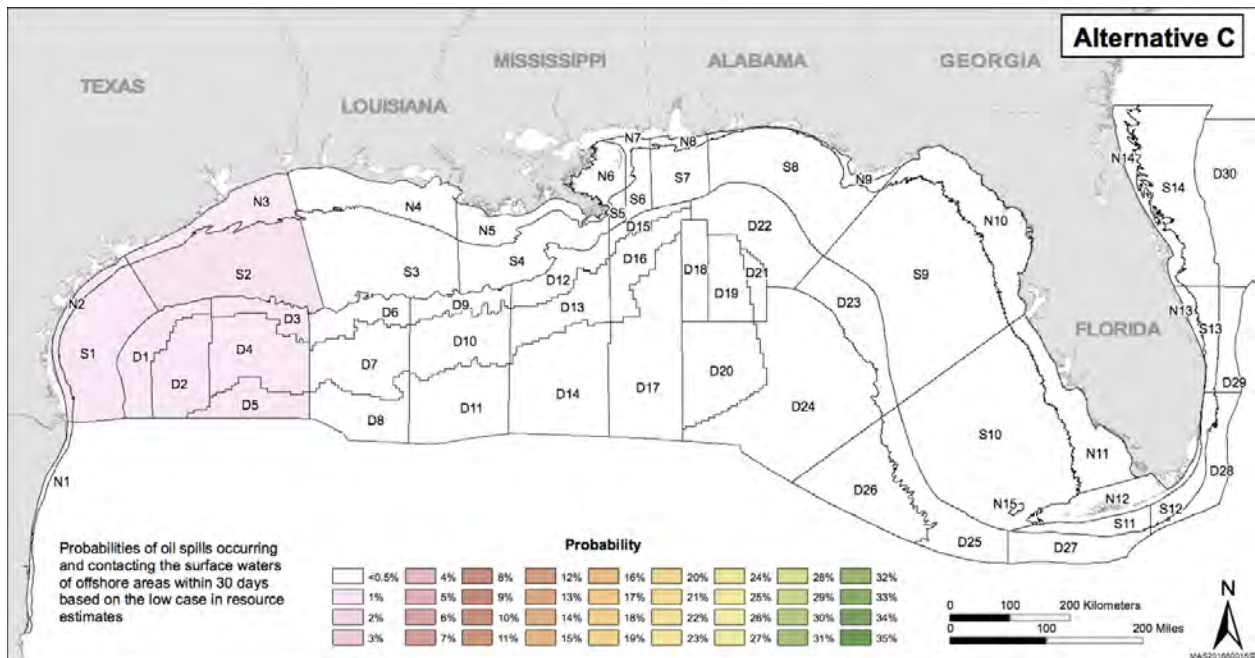 Alternative C
TEXAS
LOUISIANA
MISSISSIPPI
ALABAMA
GEORGIA
FLORIDA
N7
N8
N6
S7
S8
N9
N14
S14
D30
N3
N4
S6
S5
N10
N5
D15
D22
S2
S3
S4
D16
S9
D12
D18
D21
N2
D3
D6
D9
D13
D19
D23
N13
S13
S1
D1
D4
D10
D2
D7
D20
D29
D5
D8
D11
D14
D17
D24
S10
N11
D28
N1
D26
N15
N12
S12
S11
D25
D27
Probabilities of oil spills occurring
and contacting the surface waters
of offshore areas within 30 days
based on the low case in resource
estimates
Probability
<0.5% 4% 8% 12% 16% 20% 24% 28% 32%
1% 5% 9% 13% 17% 21% 25% 29% 33%
2% 6% 10% 14% 18% 22% 26% 30% 34%
3% 7% 11% 15% 19% 23% 27% 31% 35%
0 100 200 Kilometers
0 100 200 Miles
N